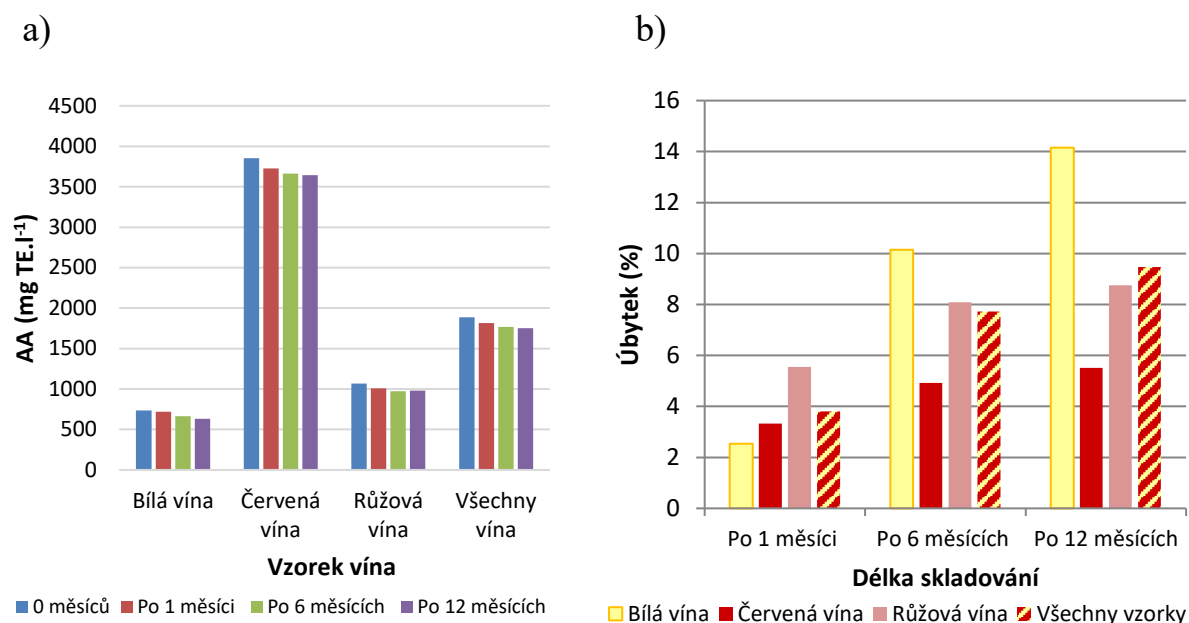 a)
4500
4000
3500
3000
2500
2000
1500
1000
500
0
AA (mg TE.l⁻¹)
Bílá vína
Červená
vína
Růžová
vína
Všechny
vína
Vzorek vína
0 měsíců Po 1 měsíci Po 6 měsících Po 12 měsících
b)
16
14
12
10
8
6
4
2
0
Úbytek (%)
Po 1 měsíci Po 6 měsících Po 12 měsících
Délka skladování
Bílá vína Červená vína Růžová vína Všechny vzorky